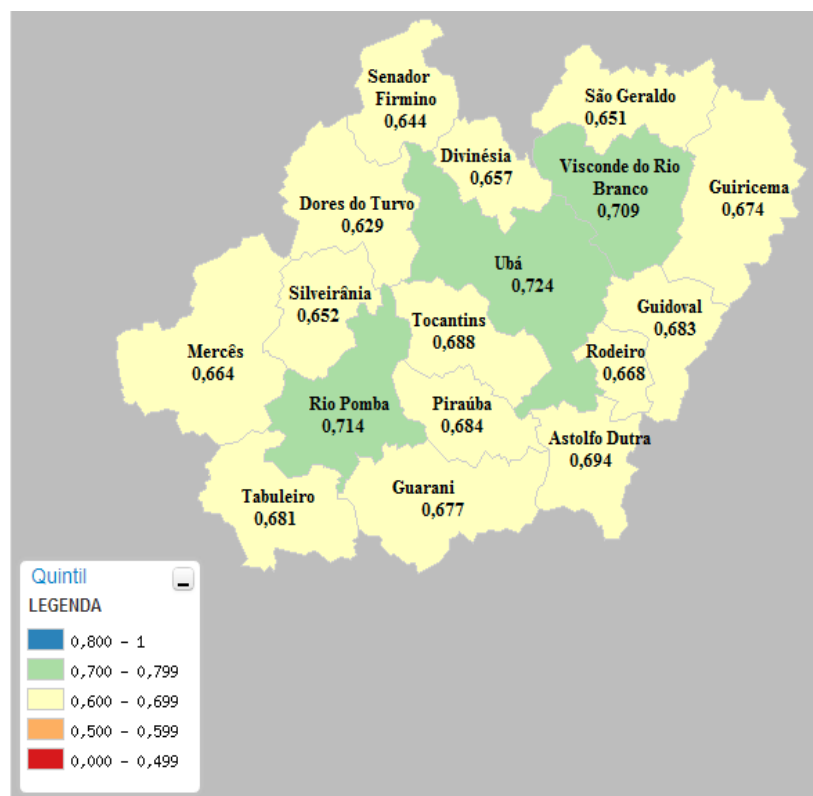 Senador
Firmino
0,644
São Geraldo
0,651
Divinésia
0,657
Visconde do Rio
Branco
0,709
Guiricema
0,674
Dores do Turvo
0,629
Ubá
0,724
Silveirânia
0,652
Guidoval
0,683
Tocantins
0,688
Mercês
0,664
Rodeiro
0,668
Rio Pomba
0,714
Piraúba
0,684
Astolfo Dutra
0,694
Tabuleiro
0,681
Guarani
0,677
Quintil
LEGENDA
0,800 - 1
0,700 - 0,799
0,600 - 0,699
0,500 - 0,599
0,000 - 0,499